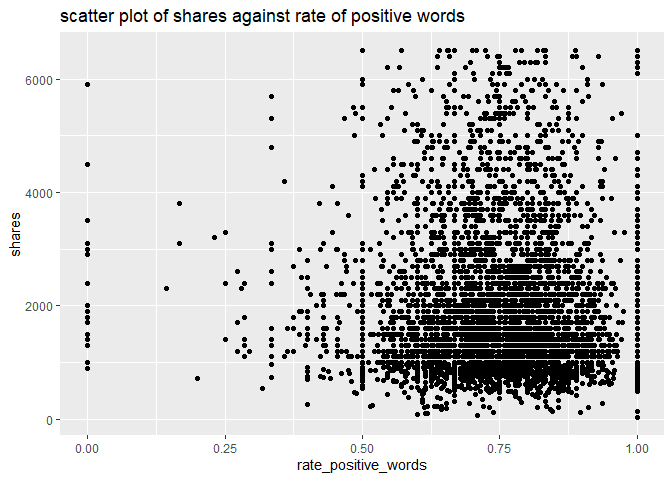 scatter plot of shares against rate of positive words
6000
4000
2000
0
shares
0.00 0.25 0.50 0.75 1.00
rate_positive_words